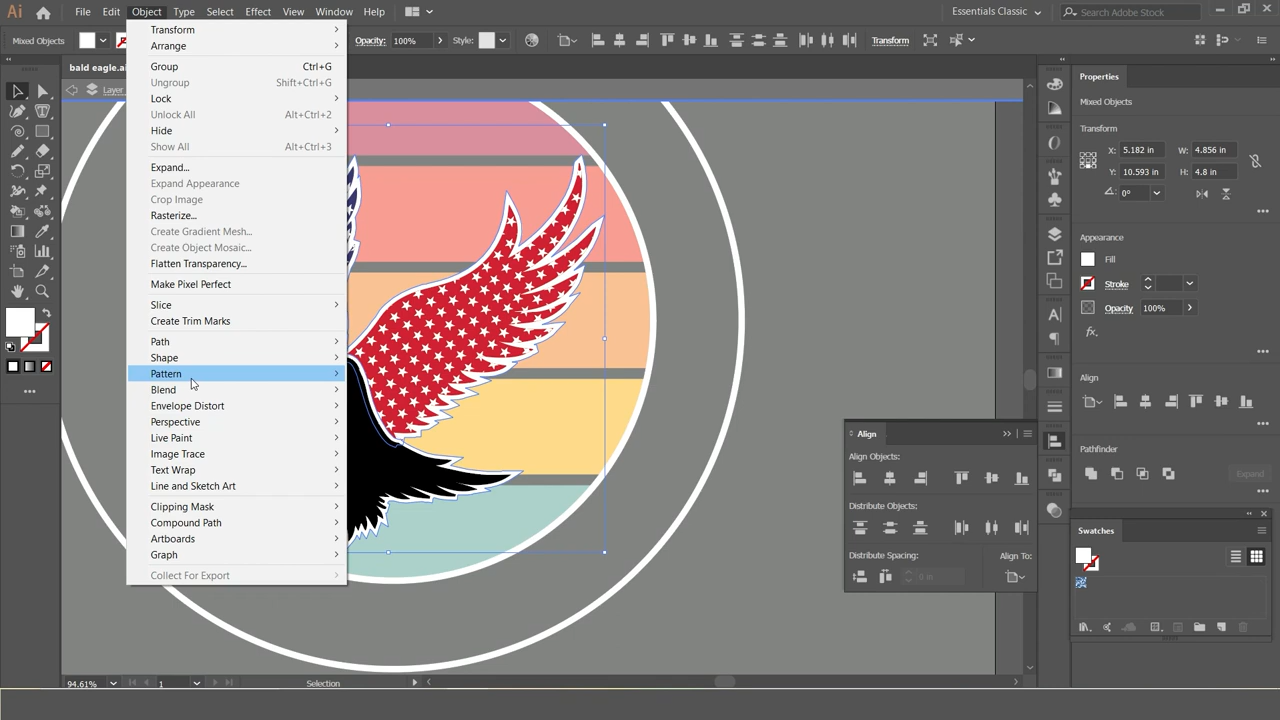 Ai File Edit Object Type Select Effect View Window Help Essentials Classic Search Adobe Stock
Mixed Objects Opacity: 100% Style: Transform
bald eagle.ai
Layer
Transform
Arrange
Group Ctrl+G
Ungroup Shift+Ctrl+G
Lock
Unlock All Alt+Ctrl+2
Hide
Show All Alt+Ctrl+3
Expand...
Expand Appearance
Crop Image
Rasterize...
Create Gradient Mesh...
Create Object Mosaic...
Flatten Transparency...
Make Pixel Perfect
Slice
Create Trim Marks
Path
Shape
Pattern
Blend
Envelope Distort
Perspective
Live Paint
Image Trace
Text Wrap
Line and Sketch Art
Clipping Mask
Compound Path
Artboards
Graph
Collect For Export
Properties
Mixed Objects
Transform
X: 5.182 in W: 4.856 in
Y: 10.593 in H: 4.8 in
0°
Appearance
Fill
Stroke
Opacity 100%
fx.
Align
Pathfinder
Expand
Align
Align Objects:
Distribute Objects:
Distribute Spacing: Align To:
0 in
Swatches
94.61% 1 Selection